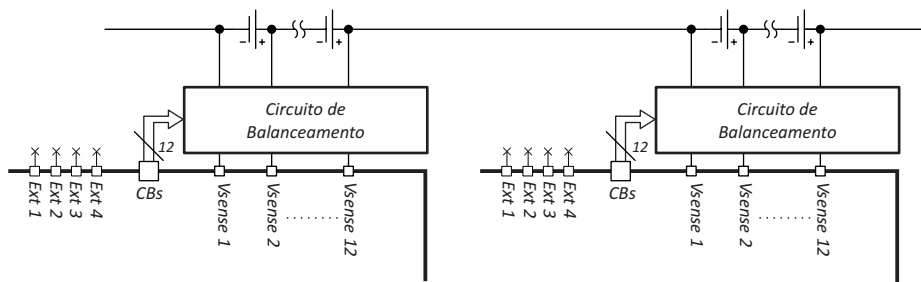 - + - + - + - +
Circuito de
Balanceamento
Circuito de
Balanceamento
12
12
Ext 1
Ext 2
Ext 3
Ext 4
CBs
Vsense 1
Vsense 2
........
Vsense 12
Ext 1
Ext 2
Ext 3
Ext 4
CBs
Vsense 1
Vsense 2
........
Vsense 12